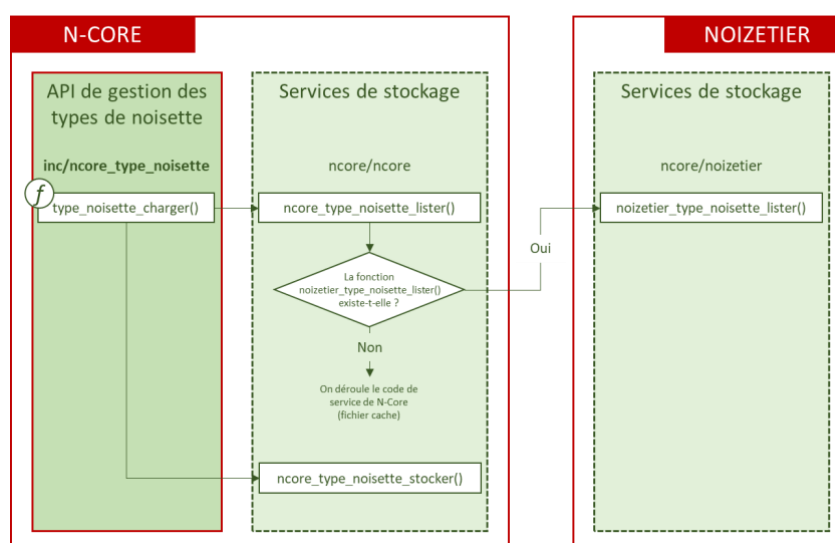 N-CORE
NOIZETIER
API de gestion des
types de noisette
Services de stockage
Services de stockage
inc/ncore_type_noisette
ncore/ncore
ncore/noizetier
f
type_noisette_charger()
ncore_type_noisette_lister()
noizetier_type_noisette_lister()
Oui
La fonction
noizetier_type_noisette_lister()
existe-t-elle ?
Non
On déroule le code de
service de N-Core
(fichier cache)
ncore_type_noisette_stocker()